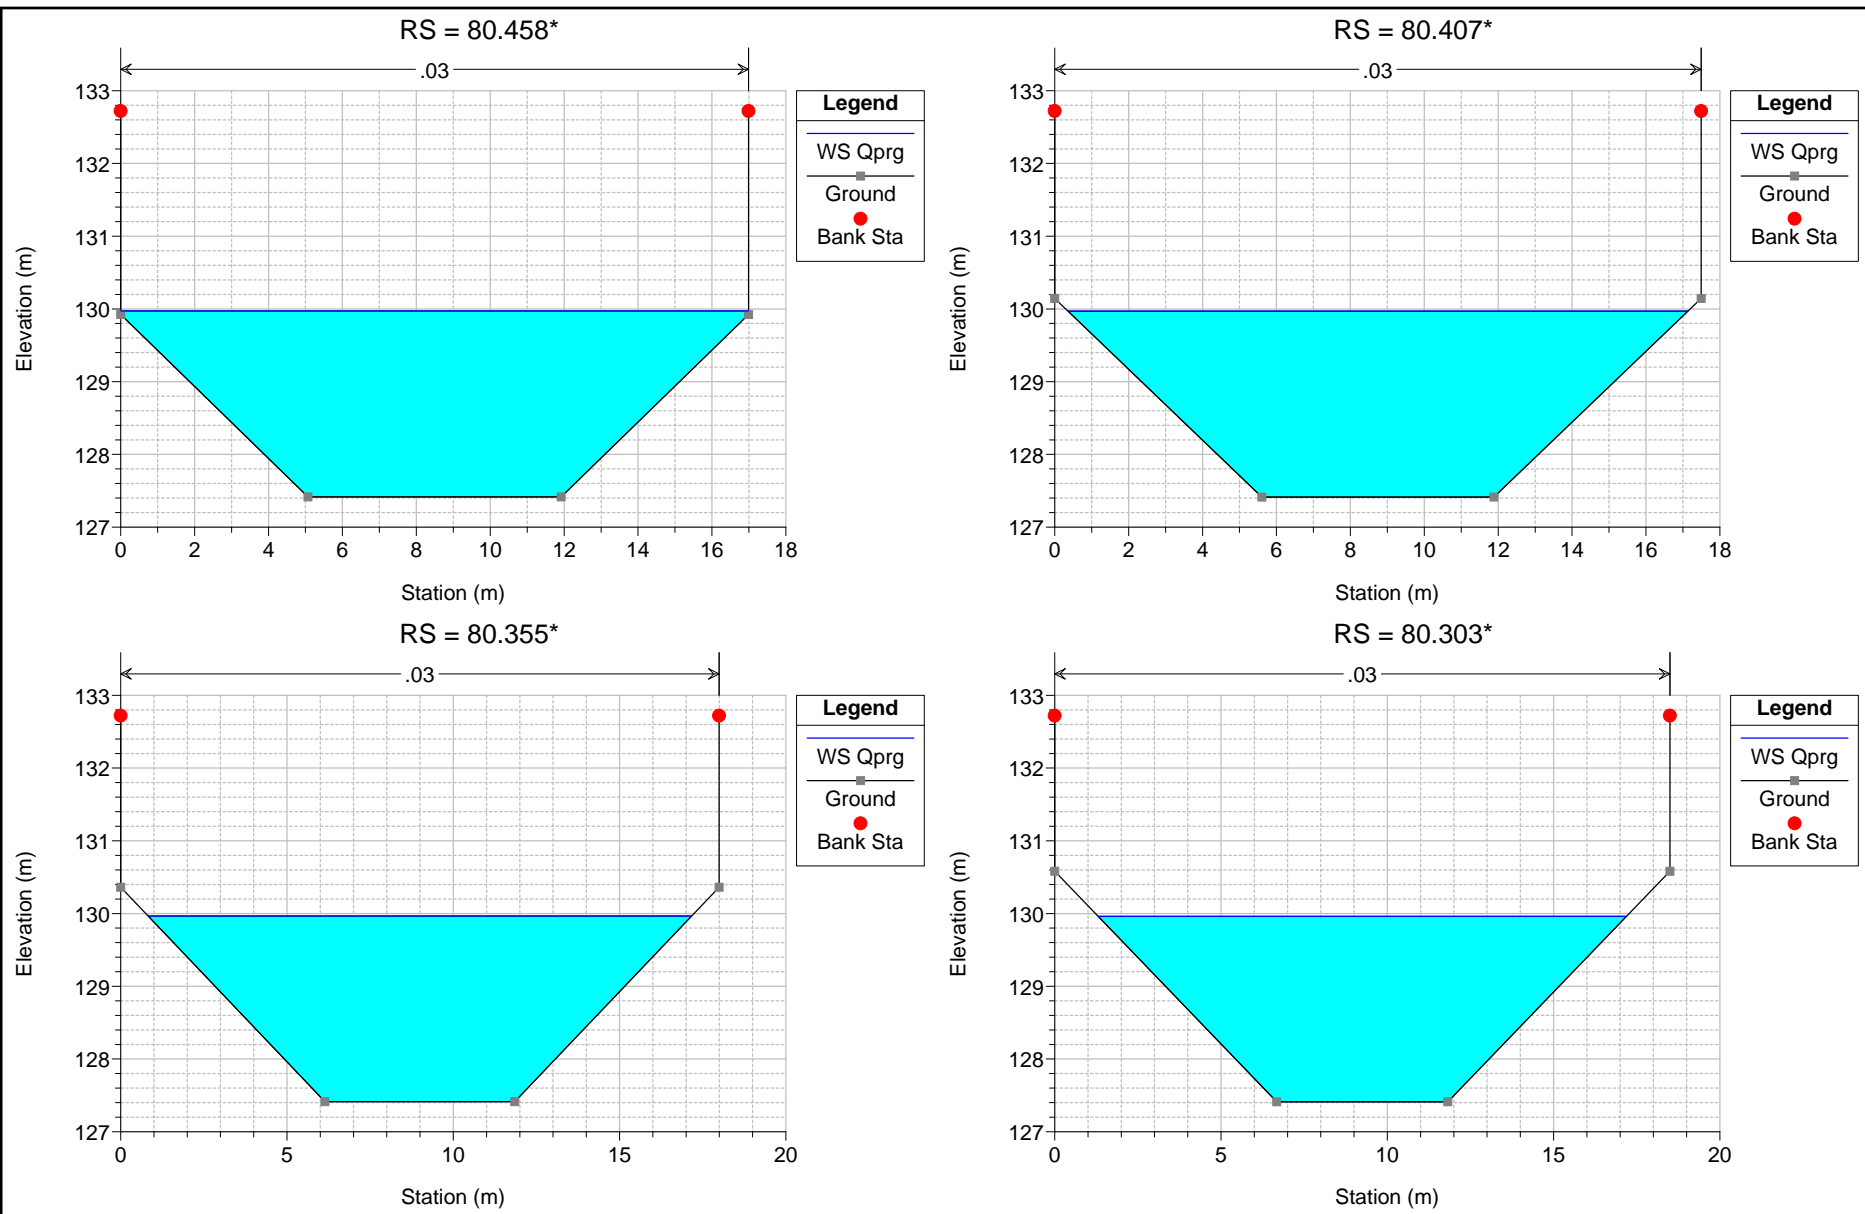 RS = 80.458*
.03
133
132
131
130
129
128
127
Elevation (m)
0 2 4 6 8 10 12 14 16 18
Station (m)
Legend
WS Qprg
Ground
Bank Sta
RS = 80.407*
.03
133
132
131
130
129
128
127
Elevation (m)
0 2 4 6 8 10 12 14 16 18
Station (m)
Legend
WS Qprg
Ground
Bank Sta
RS = 80.355*
.03
133
132
131
130
129
128
127
Elevation (m)
0 5 10 15 20
Station (m)
Legend
WS Qprg
Ground
Bank Sta
RS = 80.303*
.03
133
132
131
130
129
128
127
Elevation (m)
0 5 10 15 20
Station (m)
Legend
WS Qprg
Ground
Bank Sta